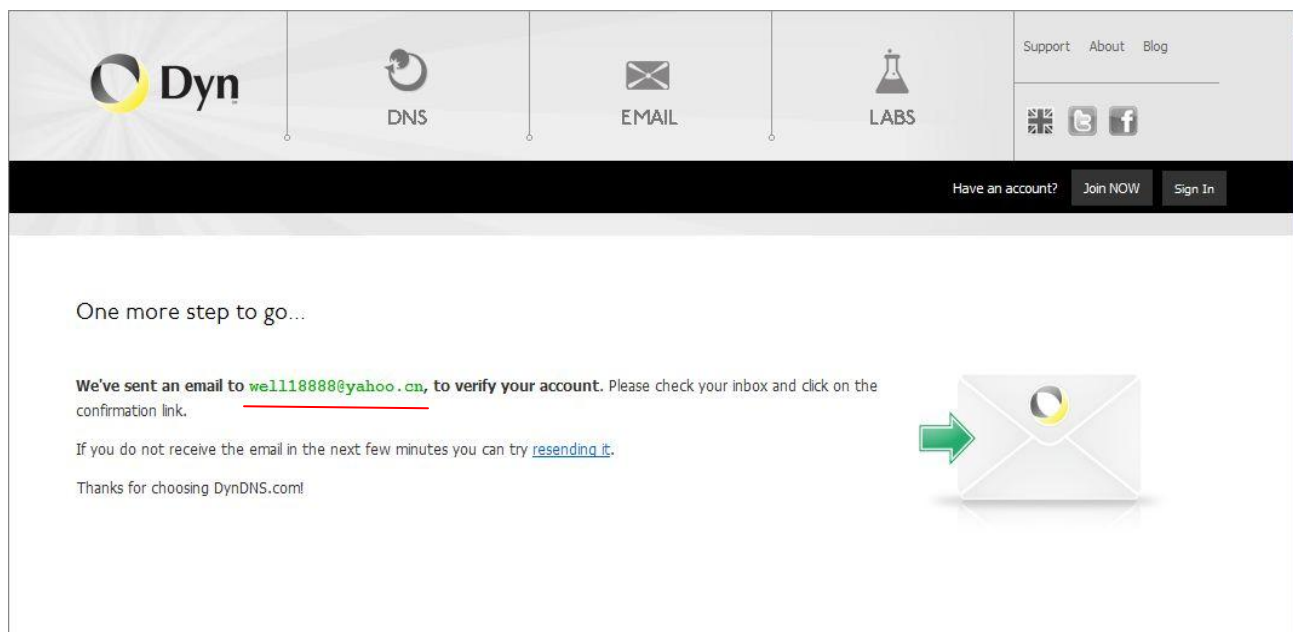 Dyn
DNS
EMAIL
LABS
Support About Blog
Have an account? Join NOW Sign In
One more step to go...
We've sent an email to well18888@yahoo.cn, to verify your account. Please check your inbox and click on the
confirmation link.
If you do not receive the email in the next few minutes you can try resending it.
Thanks for choosing DynDNS.com!